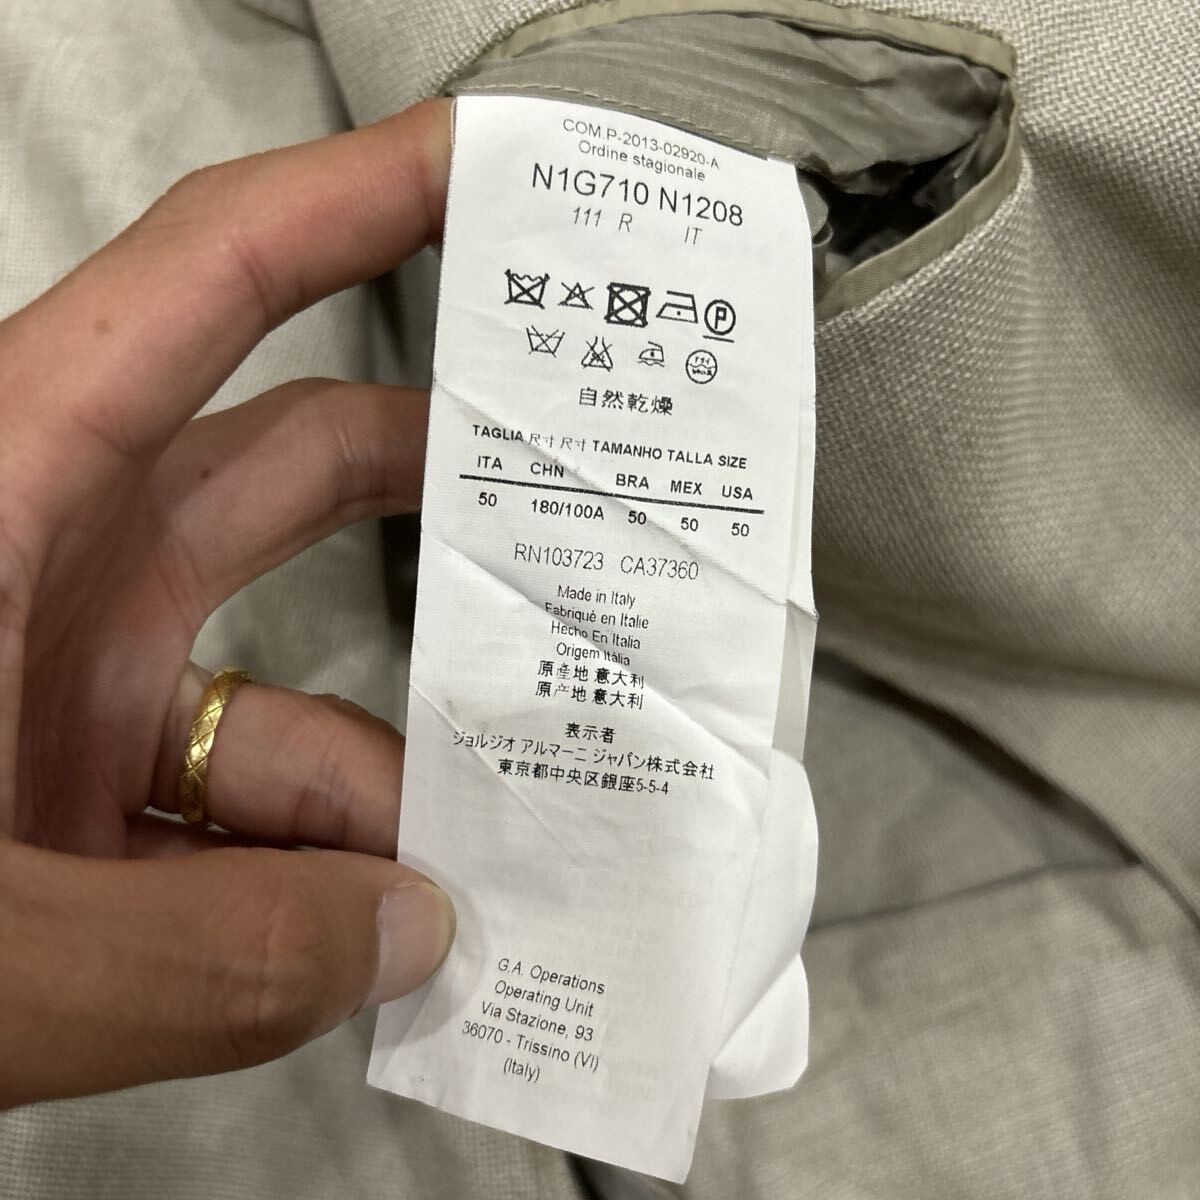 COM.P-2013-02920-A
Ordine stagionale
N1G710 N1208
111 R IT
P
ドライ
自然乾燥
TAGLIA 尺寸 尺寸 TAMANHO TALLA SIZE
ITA CHN BRA MEX USA
50 180/100A 50 50 50
RN103723 CA37360
Made in Italy
Fabriqué en Italie
Hecho En Italia
Origem Itália
原産地 意大利
原产地 意大利
表示者
ジョルジオ アルマーニ ジャパン株式会社
東京都中央区銀座5-5-4
G.A. Operations
Operating Unit
Via Stazione, 93
36070 - Trissino (VI)
(Italy)